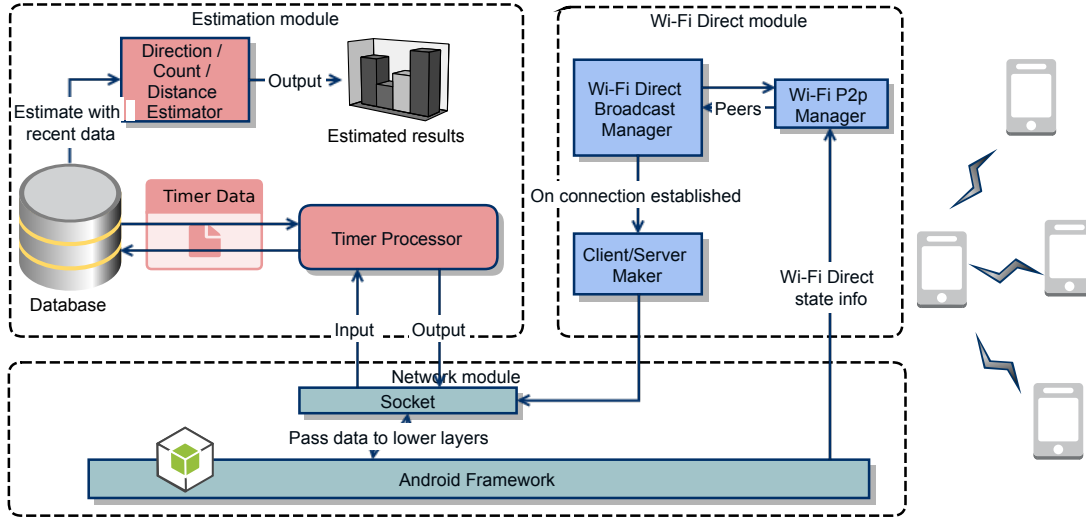 Estimation module
Direction /
Count /
Distance
Estimator
Output
Estimated results
Estimate with
recent data
Timer Data
Timer Processor
Database
Input
Output
Wi-Fi Direct module
Wi-Fi Direct
Broadcast
Manager
Peers
Wi-Fi P2p
Manager
On connection established
Client/Server
Maker
Wi-Fi Direct
state info
Network module
Socket
Pass data to lower layers
Android Framework